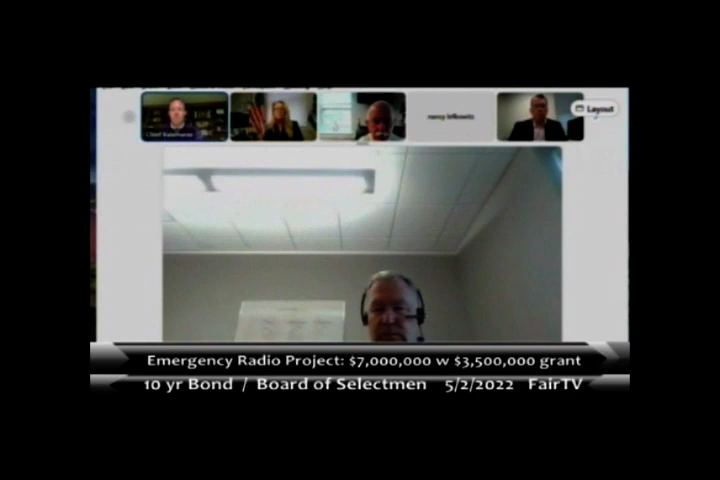 Layout
nancy lefkowitz
Emergency Radio Project: $7,000,000 w $3,500,000 grant
10 yr Bond / Board of Selectmen 5/2/2022 FairTV